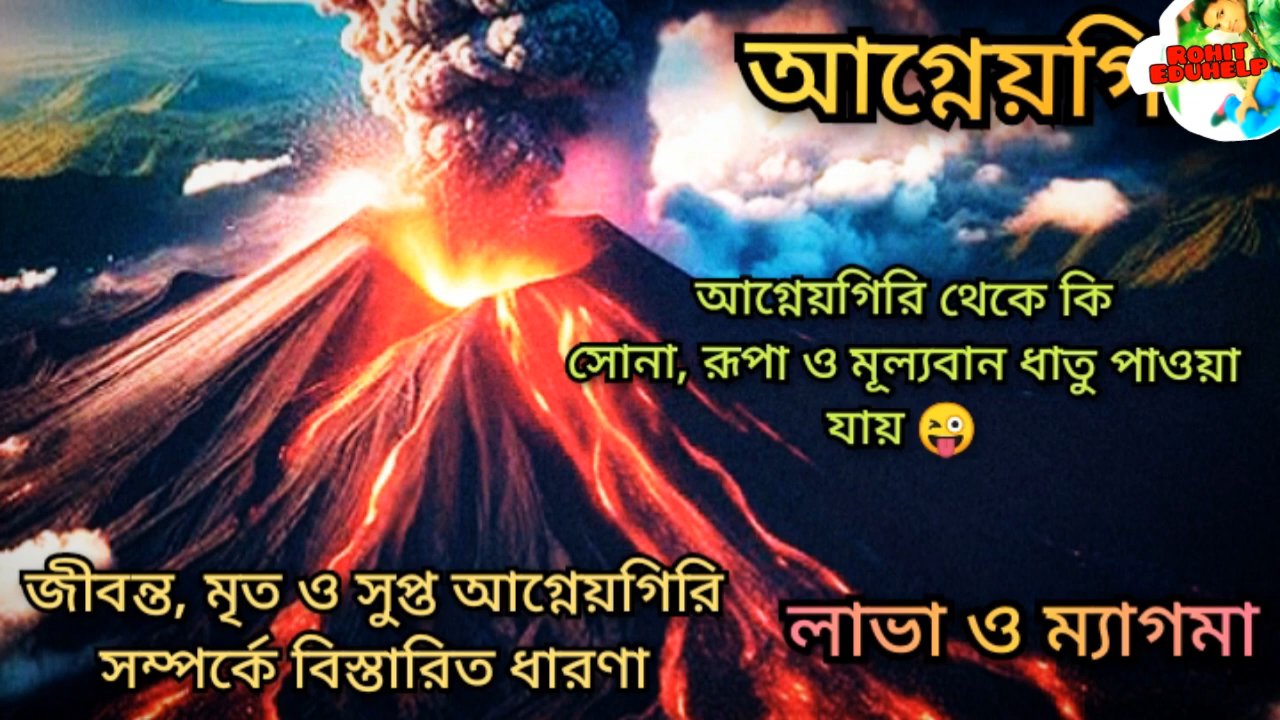 আগ্নেয়গি
ROHIT
EDUHELP
আগ্নেয়গিরি থেকে কি
সোনা, রূপা ও মূল্যবান ধাতু পাওয়া
যায় 😜
জীবন্ত, মৃত ও সুপ্ত আগ্নেয়গিরি
সম্পর্কে বিস্তারিত ধারণা
লাভা ও ম্যাগমা